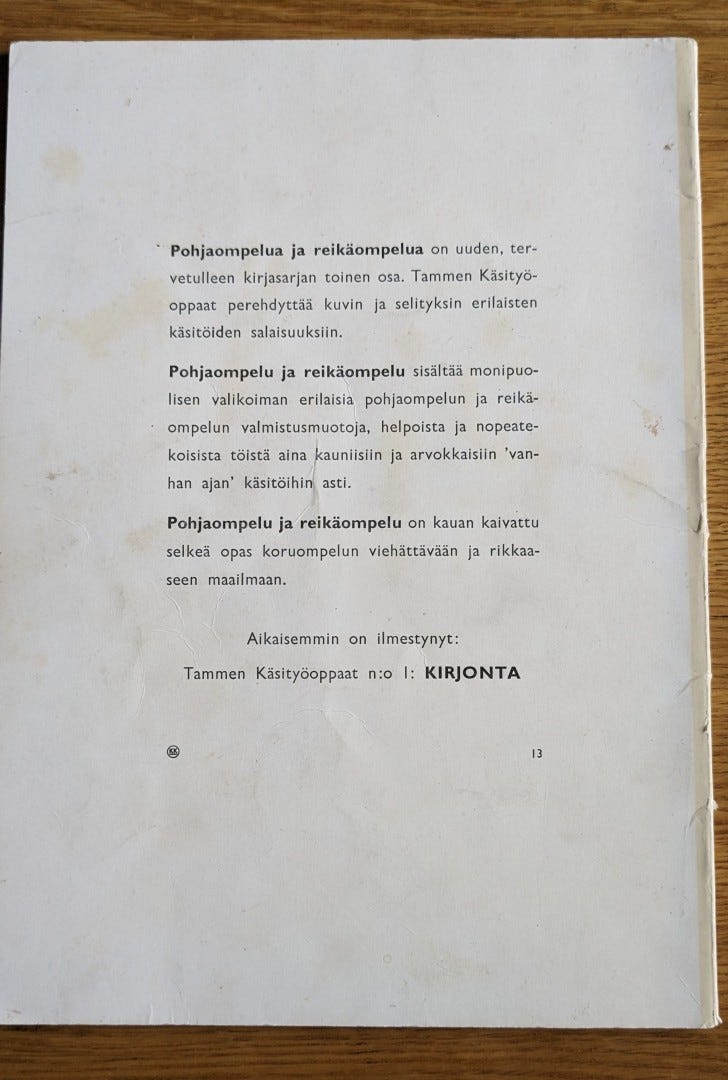 Pohjaompelua ja reikäompelua on uuden, ter-
vetulleen kirjasarjan toinen osa. Tammen Käsityö-
oppaat perehdyttää kuvin ja selityksin erilaisten
käsitöiden salaisuuksiin.
Pohjaompelu ja reikäompelu sisältää monipuo-
lisen valikoiman erilaisia pohjaompelun ja reikä-
ompelun valmistusmuotoja, helpoista ja nopeate-
koisista töistä aina kauniisiin ja arvokkaisiin 'van-
han ajan' käsitöihin asti.
Pohjaompelu ja reikäompelu on kauan kaivattu
selkeä opas koruompelun viehättävään ja rikkaa-
seen maailmaan.
Aikaisemmin on ilmestynyt:
Tammen Käsityöoppaat n:o 1: KIRJONTA
KK 13